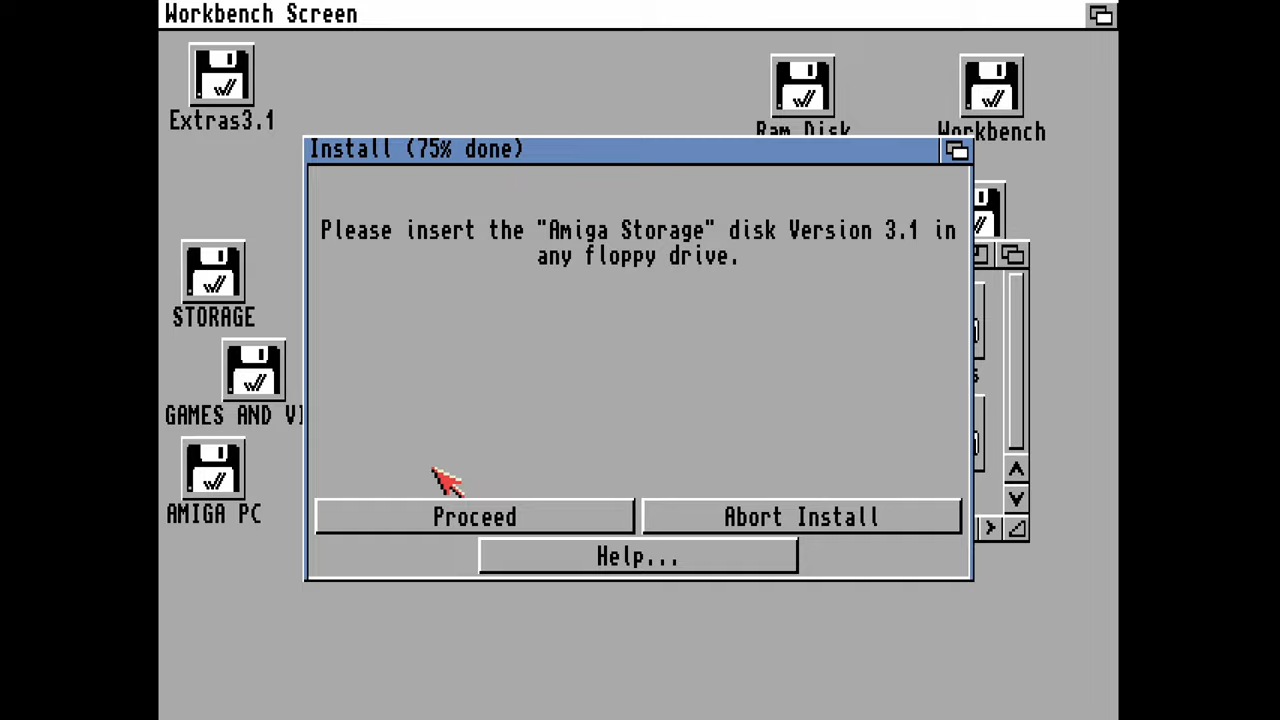 Workbench Screen
Extras3.1
Ram Disk
Workbench
Install (75% done)
Please insert the "Amiga Storage" disk Version 3.1 in
any floppy drive.
STORAGE
GAMES AND VI
AMIGA PC
Proceed
Abort Install
Help...